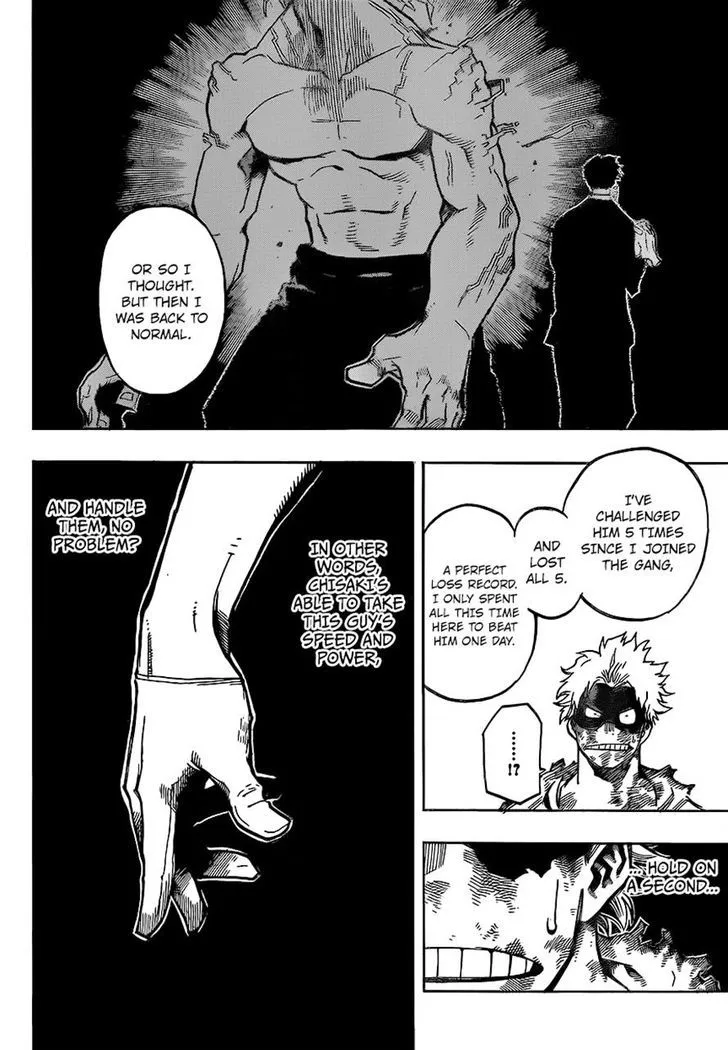 OR SO I
THOUGHT.
BUT THEN I
WAS BACK TO
NORMAL.
I'VE
CHALLENGED
HIM 5 TIMES
SINCE I JOINED
THE GANG,
AND
LOST
ALL 5.
A PERFECT
LOSS RECORD.
I ONLY SPENT
ALL THIS TIME
HERE TO BEAT
HIM ONE DAY.
......
!?
... HOLD ON
A SECOND...
IN OTHER
WORDS,
CHISAKI'S
ABLE TO TAKE
THIS GUY'S
SPEED AND
POWER,
AND HANDLE
THEM, NO
PROBLEM?